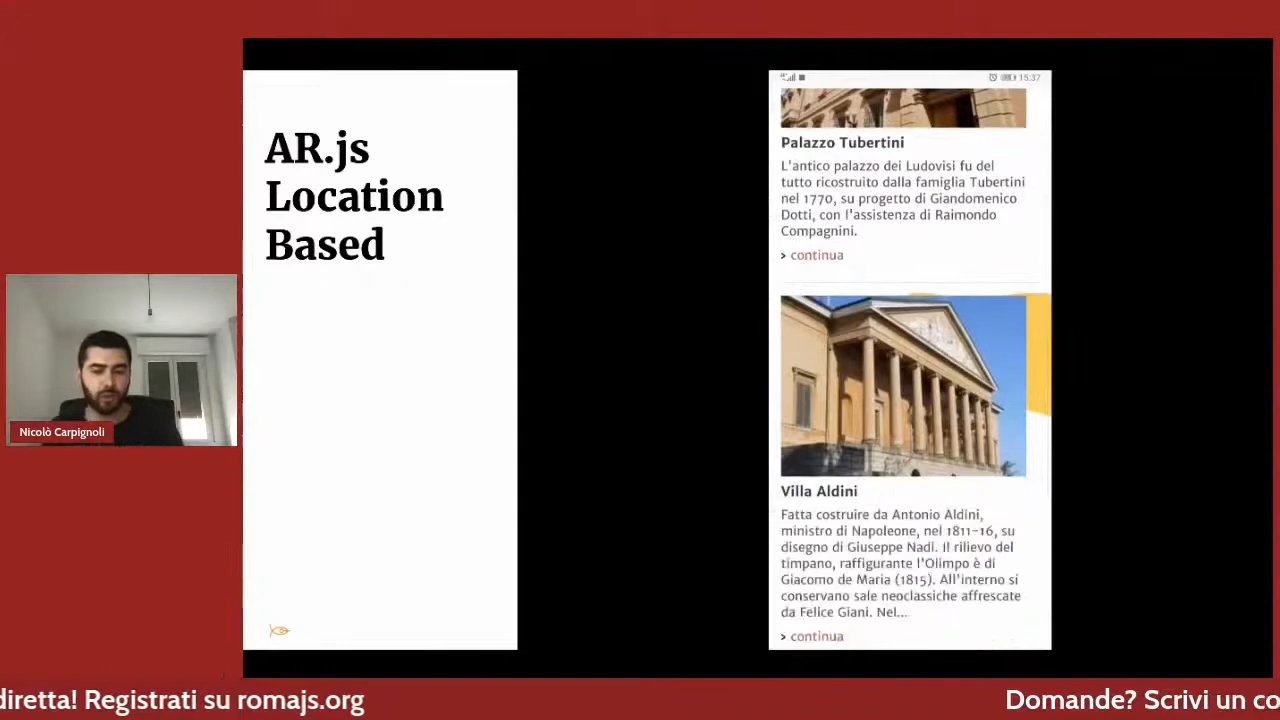 AR.js
Location
Based
15:37
Palazzo Tubertini
L'antico palazzo dei Ludovisi fu del
tutto ricostruito dalla famiglia Tubertini
nel 1770, su progetto di Giandomenico
Dotti, con l'assistenza di Raimondo
Compagnini.
> continua
Villa Aldini
Fatta costruire da Antonio Aldini,
ministro di Napoleone, nel 1811-16, su
disegno di Giuseppe Nadi. Il rilievo del
timpano, raffigurante l'Olimpo è di
Giacomo de Maria (1815). All'interno si
conservano sale neoclassiche affrescate
da Felice Giani. Nel...
> continua
Nicolò Carpignoli
diretta! Registrati su romajs.org
Domande? Scrivi un co